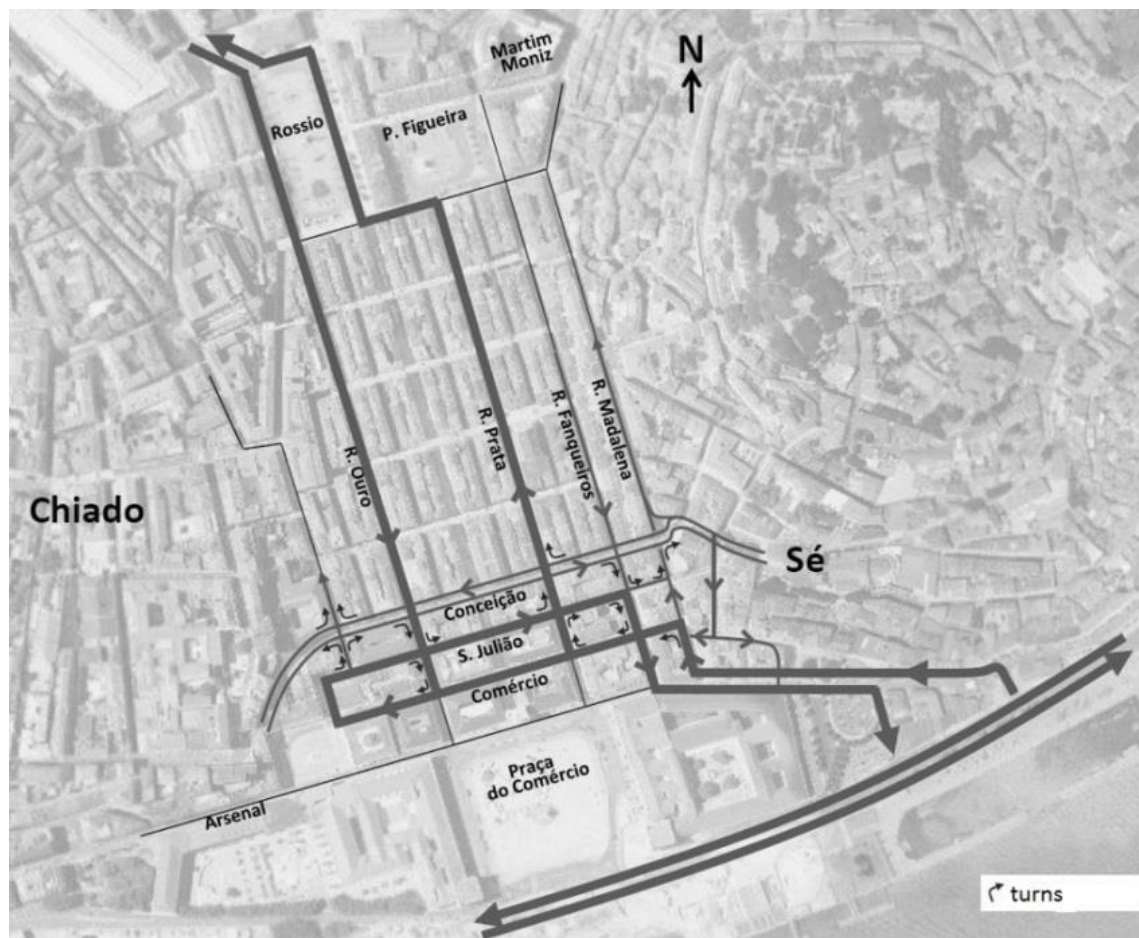 Martim
Moniz
N
Rossio
P. Figueira
R. Ouro
R. Prata
R. Fanqueiros
R. Madalena
Chiado
Sé
Conceição
S. Julião
Comércio
Praça
do Comércio
Arsenal
turns